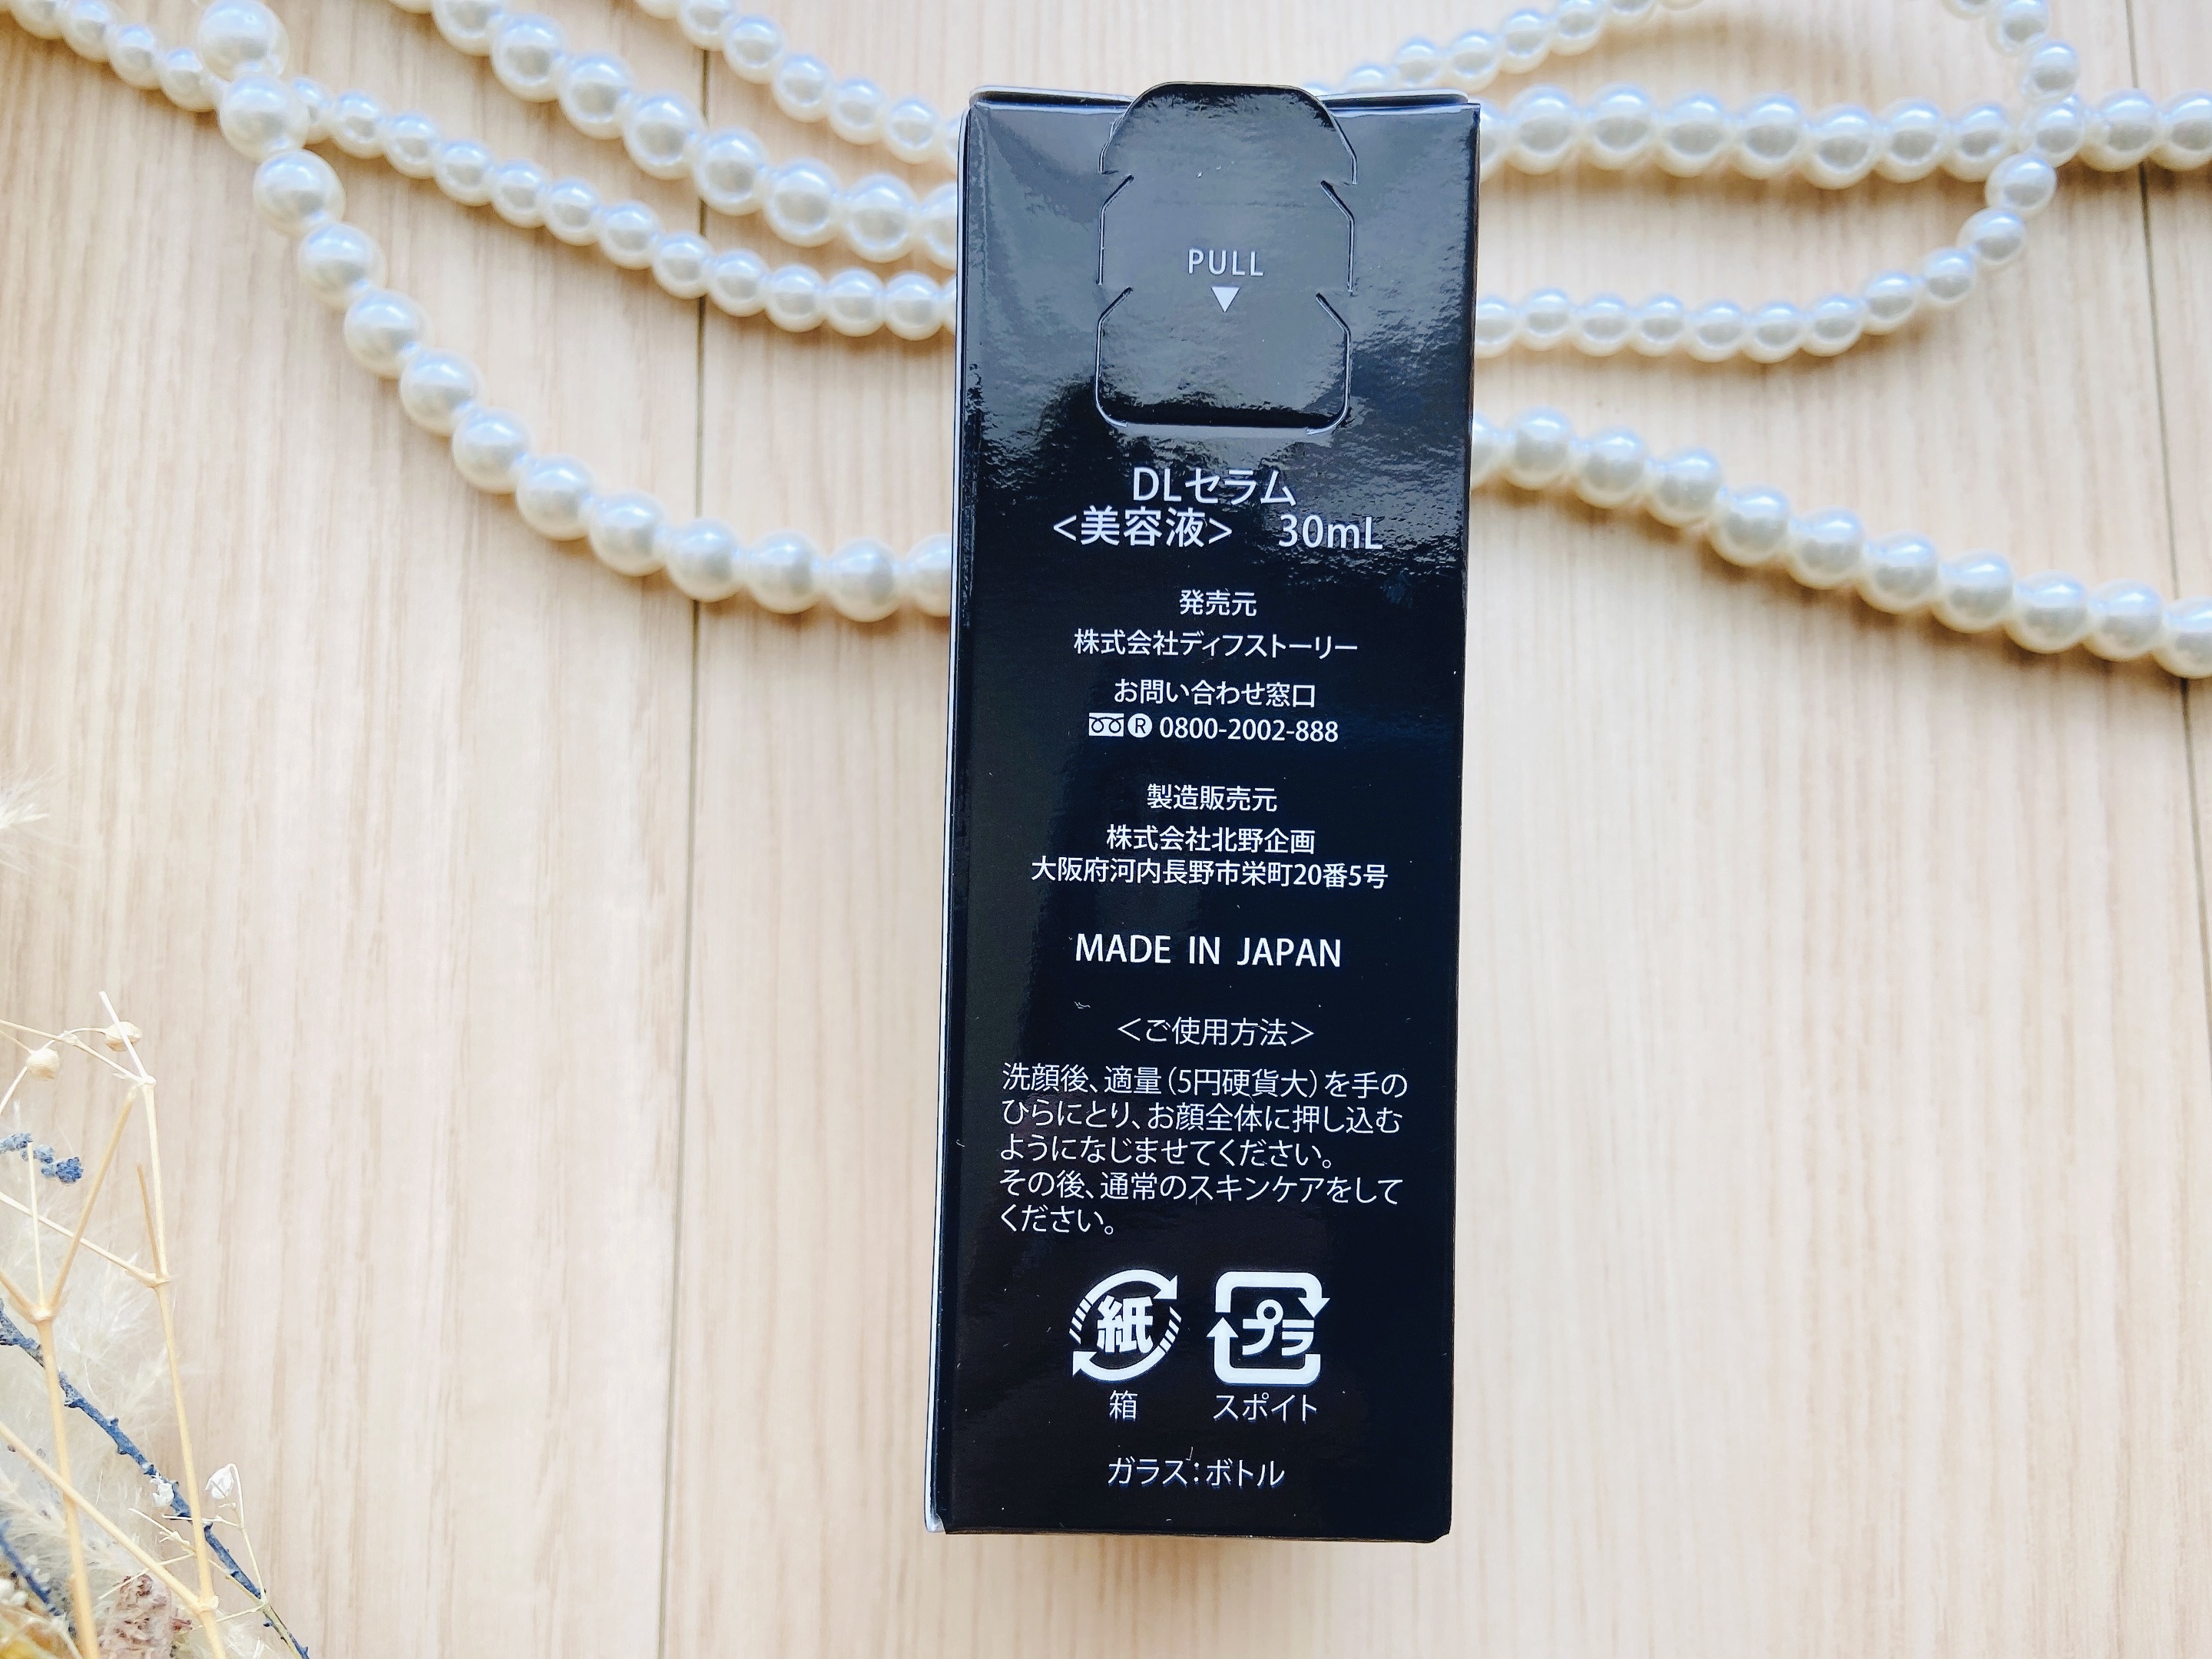 PULL
DLセラム
<美容液> 30mL
発売元
株式会社ディフストーリー
お問い合わせ窓口
® 0800-2002-888
製造販売元
株式会社北野企画
大阪府河内長野市栄町20番5号
MADE IN JAPAN
<ご使用方法>
洗顔後、適量(5円硬貨大)を手の
ひらにとり、お顔全体に押し込む
ようになじませてください。
その後、通常のスキンケアをして
ください。
紙 プラ
箱 スポイト
ガラス:ボトル